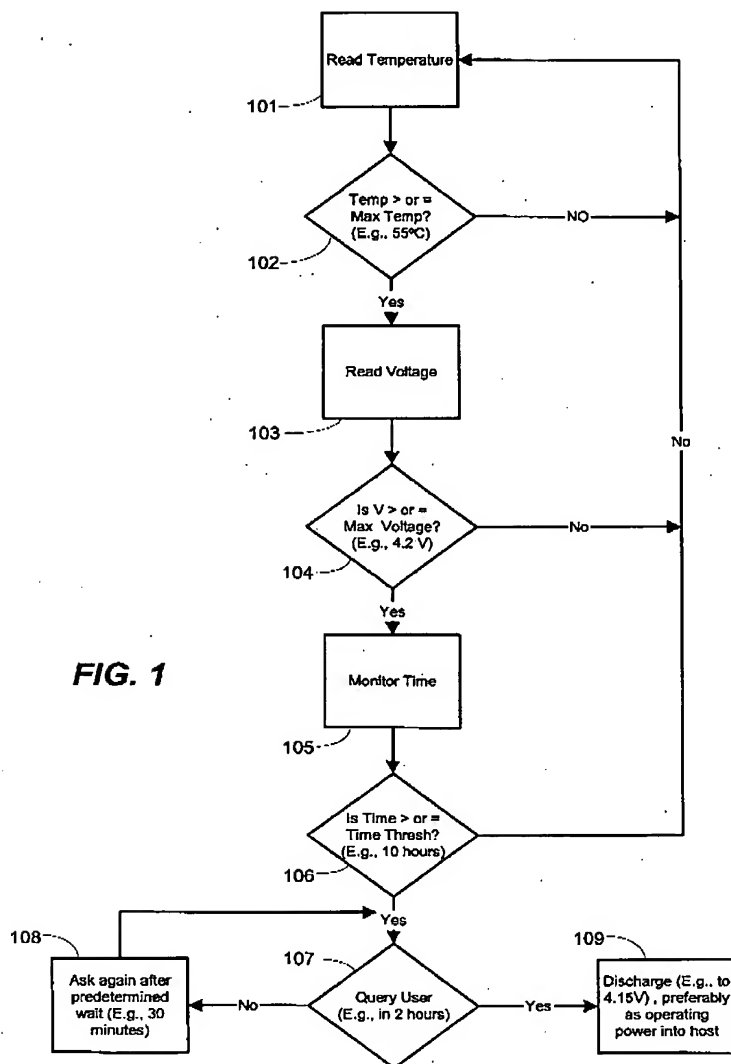 Read Temperature
101
Temp > or =
Max Temp?
(E.g., 55ºC)
NO
102
Yes
Read Voltage
103
No
Is V > or =
Max Voltage?
(E.g., 4.2 V)
No
104
Yes
FIG. 1
Monitor Time
105
Is Time > or =
Time Thresh?
(E.g., 10 hours)
106
Yes
108
107
109
Ask again after
predetermined
wait (E.g., 30
minutes)
No
Query User
(E.g., in 2 hours)
Yes
Discharge (E.g., to
4.15V) , preferably
as operating
power into host